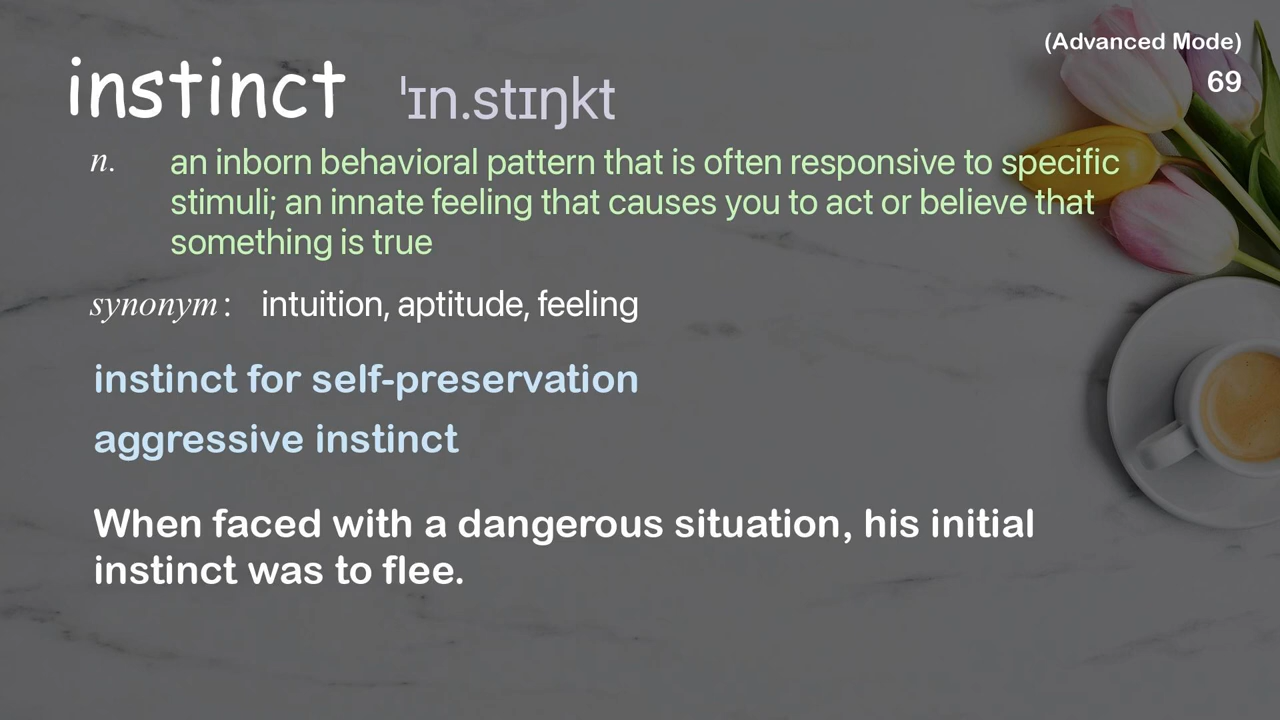 (Advanced Mode)
69
instinct ˈɪn.stɪŋkt
n. an inborn behavioral pattern that is often responsive to specific
stimuli; an innate feeling that causes you to act or believe that
something is true
synonym: intuition, aptitude, feeling
instinct for self-preservation
aggressive instinct
When faced with a dangerous situation, his initial
instinct was to flee.